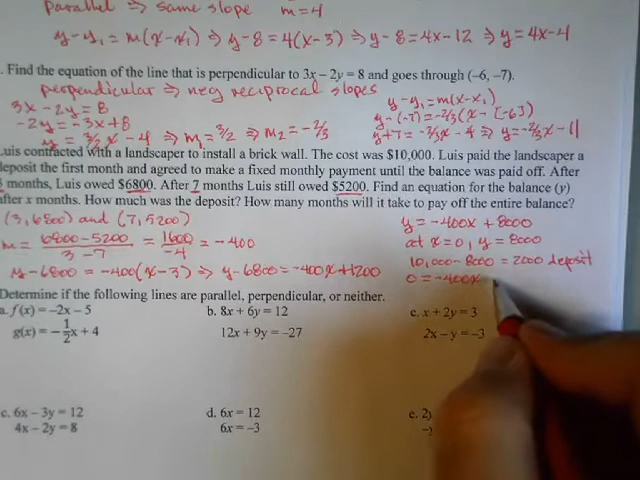 parallel ⇒ same slope m=4
y-y₁=m(x-x₁) ⇒ y-8=4(x-3) ⇒ y-8=4x-12 ⇒ y=4x-4
. Find the equation of the line that is perpendicular to 3x – 2y = 8 and goes through (–6, –7).
perpendicular ⇒ neg reciprocal slopes
3x-2y=8
-2y=-3x+8
y=3/2x-4 ⇒ m₁=3/2 ⇒ m₂=-2/3
y-y₁=m(x-x₁)
y-(-7)=-2/3(x-[-6])
y+7=-2/3x-4 ⇒ y=-2/3x-11
Luis contracted with a landscaper to install a brick wall. The cost was $10,000. Luis paid the landscaper a
deposit the first month and agreed to make a fixed monthly payment until the balance was paid off. After
months, Luis owed $6800. After 7 months Luis still owed $5200. Find an equation for the balance (y)
after x months. How much was the deposit? How many months will it take to pay off the entire balance?
(3,6800) and (7,5200)
m=6800-5200/3-7=1600/-4=-400
y-6800=-400(x-3) ⇒ y-6800=-400x+1200
y=-400x+8000
at x=0, y=8000
10,000-8000=2000 deposit
0=-400x
Determine if the following lines are parallel, perpendicular, or neither.
a. f(x) = –2x – 5
g(x) = –1/2x + 4
b. 8x + 6y = 12
12x + 9y = –27
c. x + 2y = 3
2x – y = –3
c. 6x – 3y = 12
4x – 2y = 8
d. 6x = 12
6x = –3
e. 2